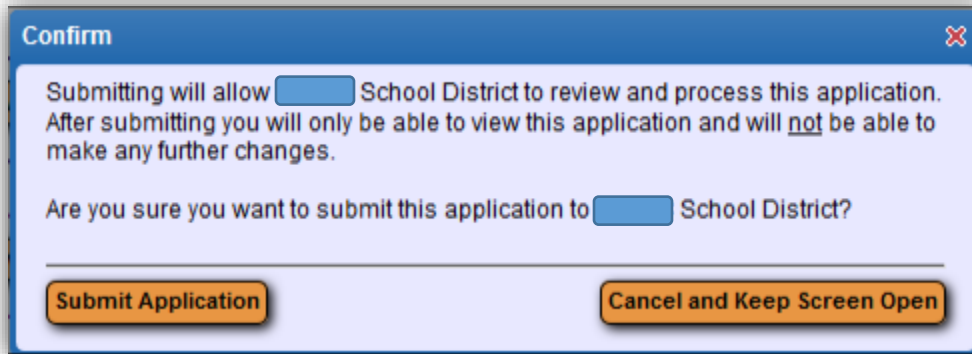 Confirm
Submitting will allow School District to review and process this application.
After submitting you will only be able to view this application and will not be able to
make any further changes.
Are you sure you want to submit this application to School District?
Submit Application
Cancel and Keep Screen Open